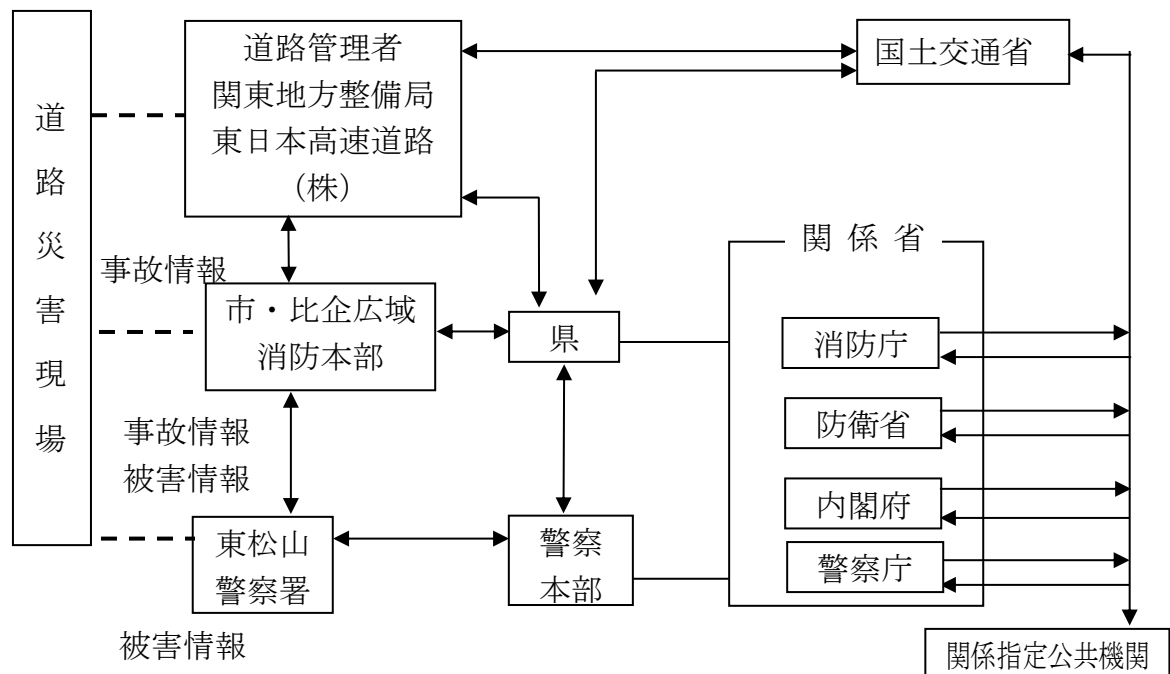 道路災害現場
道路管理者
関東地方整備局
東日本高速道路
(株)
国土交通省
事故情報
市・比企広域
消防本部
県
関係省
消防庁
防衛省
内閣府
警察庁
事故情報
被害情報
東松山
警察署
警察
本部
被害情報
関係指定公共機関